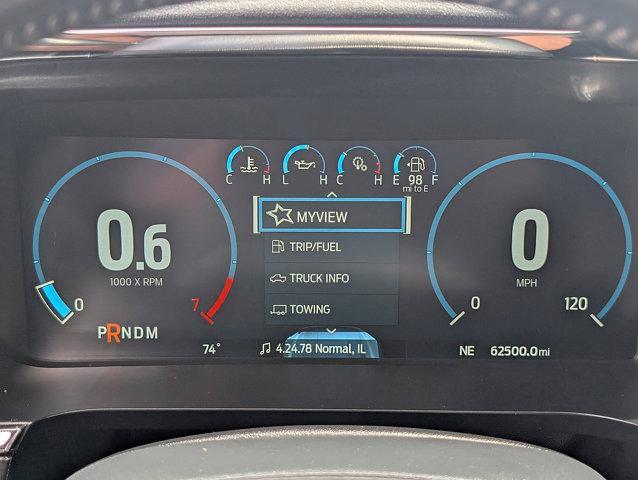 C H L H C H E F
98
mi to E
MYVIEW
TRIP/FUEL
TRUCK INFO
TOWING
0.6
1000 X RPM
0 7
PRNDM
0
MPH
0 120
74°
4.24.78 Normal, IL
NE 62500.0mi